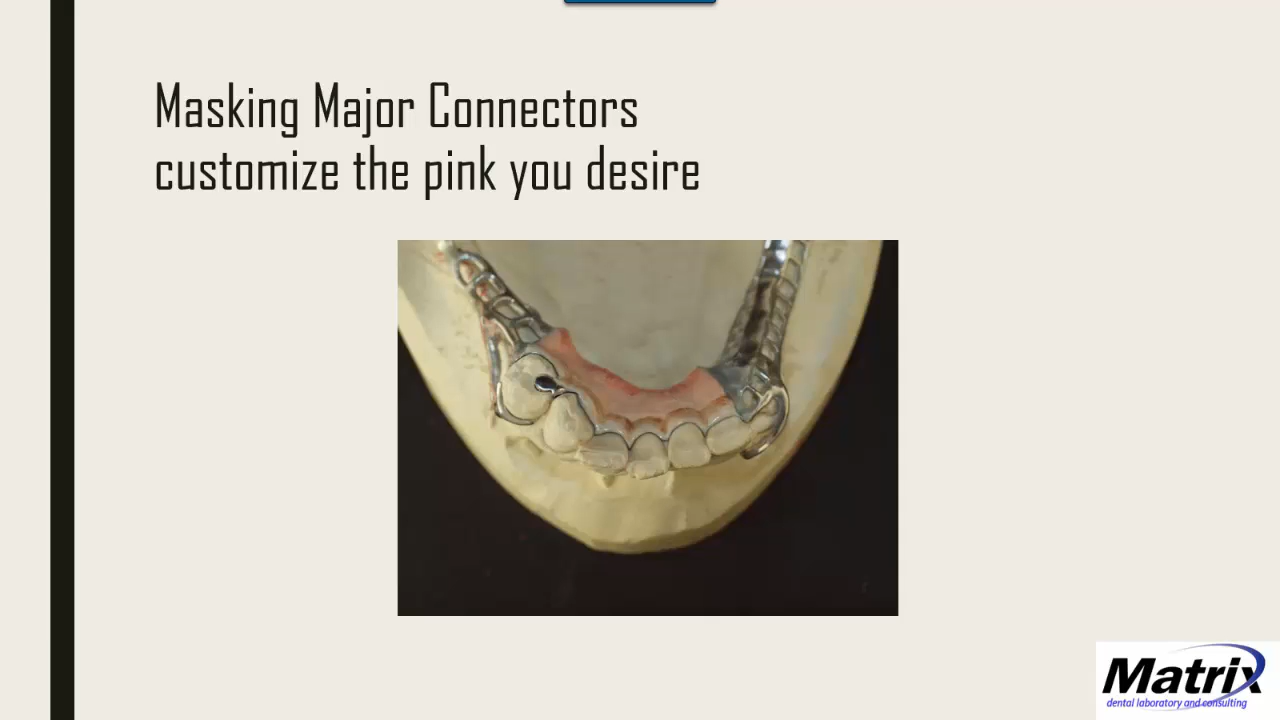 Masking Major Connectors
customize the pink you desire
Matrix
dental laboratory and consulting